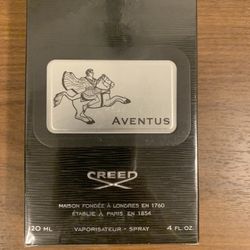 AVENTUS
CREED
MAISON FONDÉE À LONDRES EN 1760
ÉTABLIE À PARIS EN 1854
120 ML VAPORISATEUR - SPRAY 4 FL. OZ